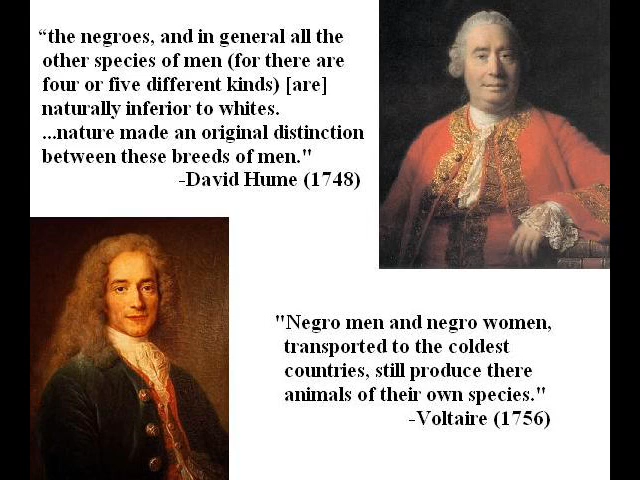 “the negroes, and in general all the
other species of men (for there are
four or five different kinds) [are]
naturally inferior to whites.
...nature made an original distinction
between these breeds of men."
-David Hume (1748)
"Negro men and negro women,
transported to the coldest
countries, still produce there
animals of their own species."
-Voltaire (1756)